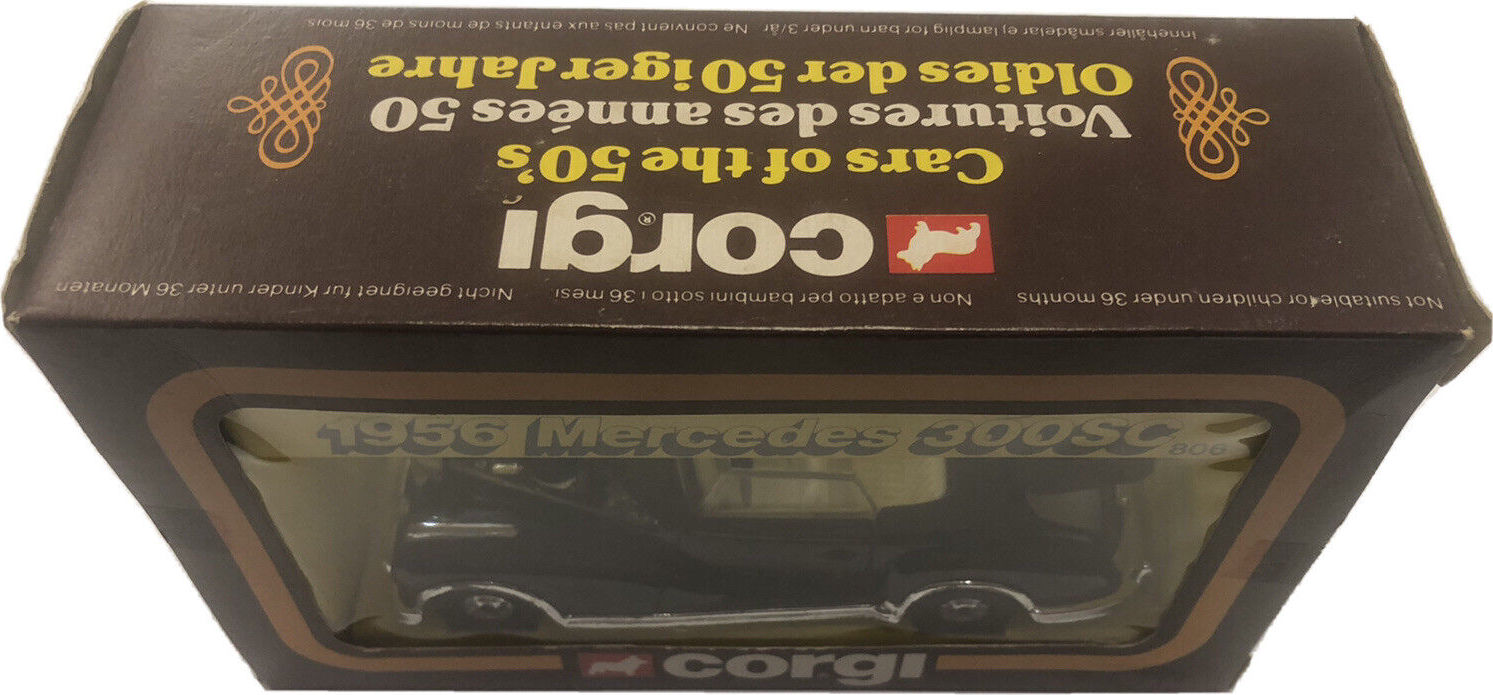 Not suitable for children under 36 months Non e adatto per bambini sotto i 36 mesi Nicht geeignet fur Kinder unter 36 Monaten
corgi®
Cars of the 50's
Voitures des années 50
Oldies der 50iger Jahre
innehåller smådelar ej lämplig for barn under 3/år Ne convient pas aux enfants de moins de 36 mois
1956 Mercedes 300SC 806
corgi